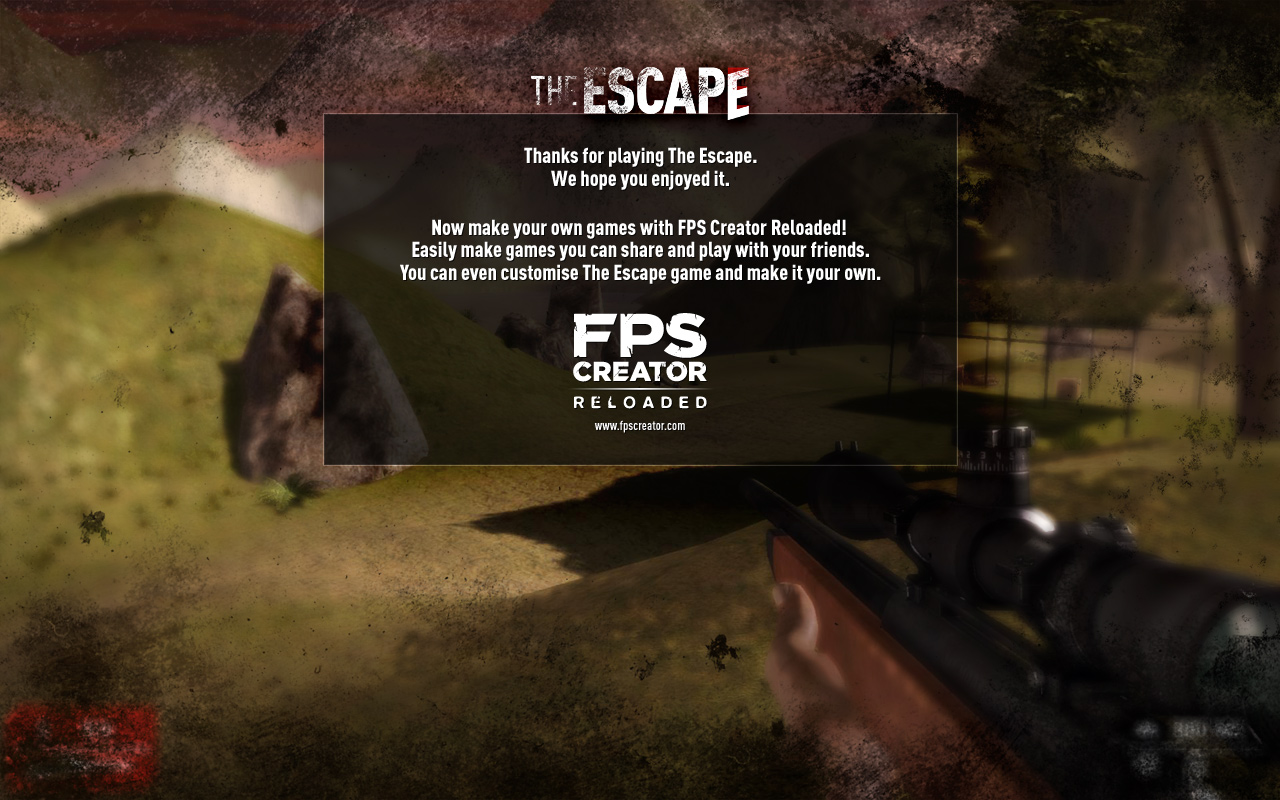 THE ESCAPE
Thanks for playing The Escape.
We hope you enjoyed it.
Now make your own games with FPS Creator Reloaded!
Easily make games you can share and play with your friends.
You can even customise The Escape game and make it your own.
FPS
CREATOR
RELOADED
www.fpscreator.com